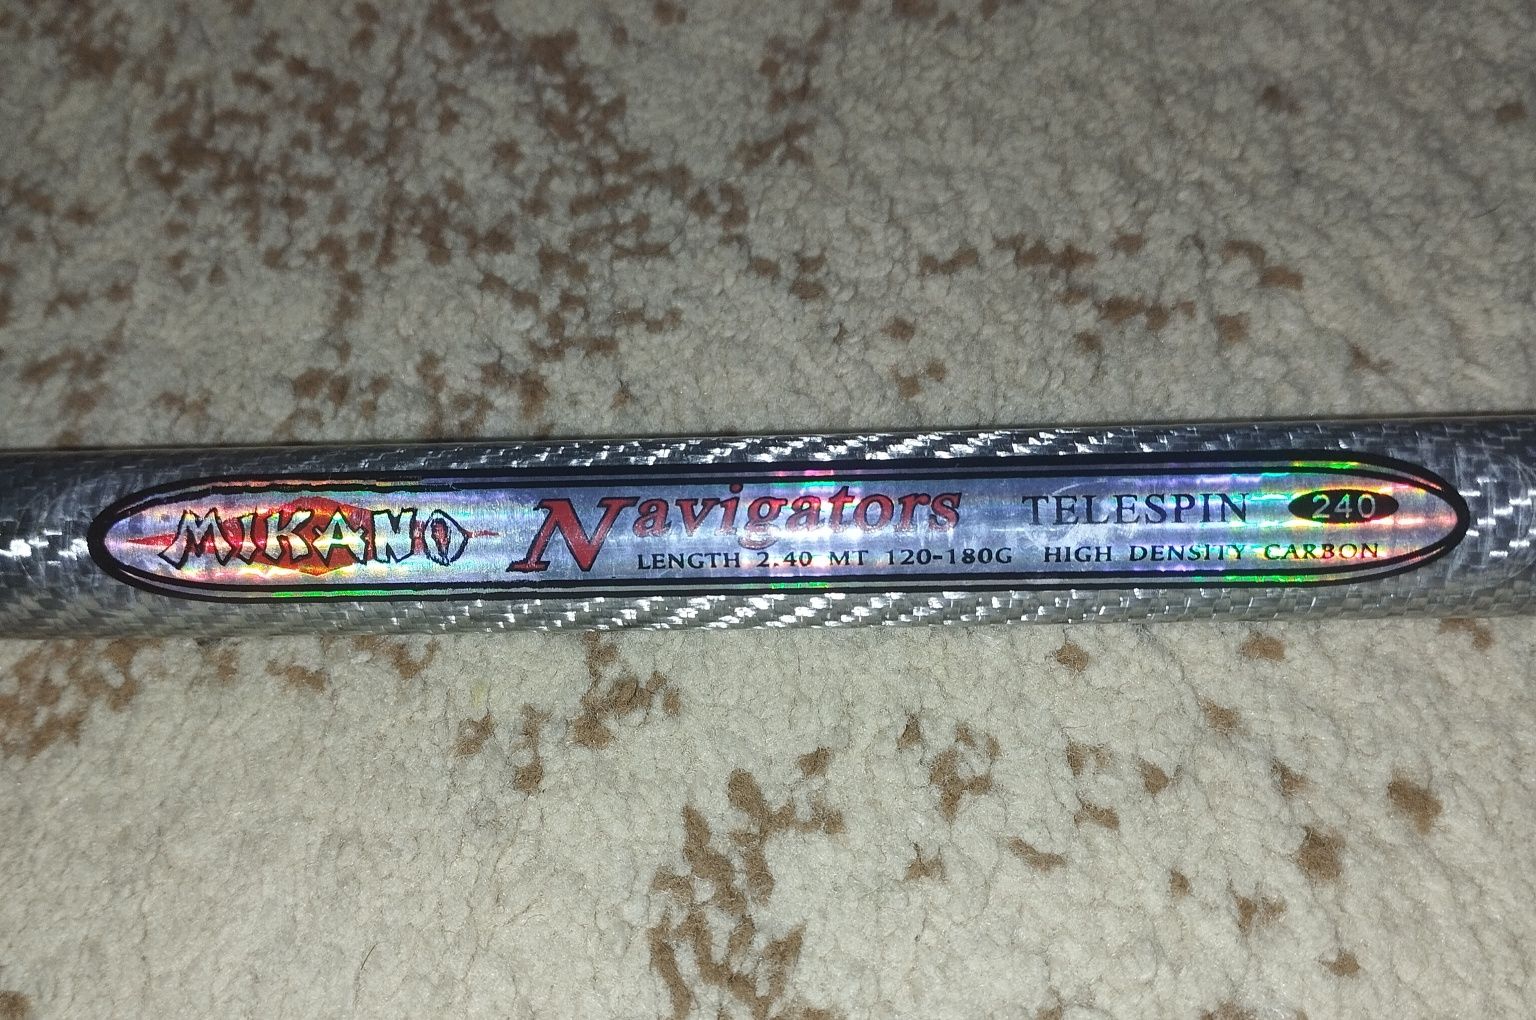 MIKANO Navigators TELESPIN 240
LENGTH 2.40 MT 120-180G HIGH DENSITY CARBON